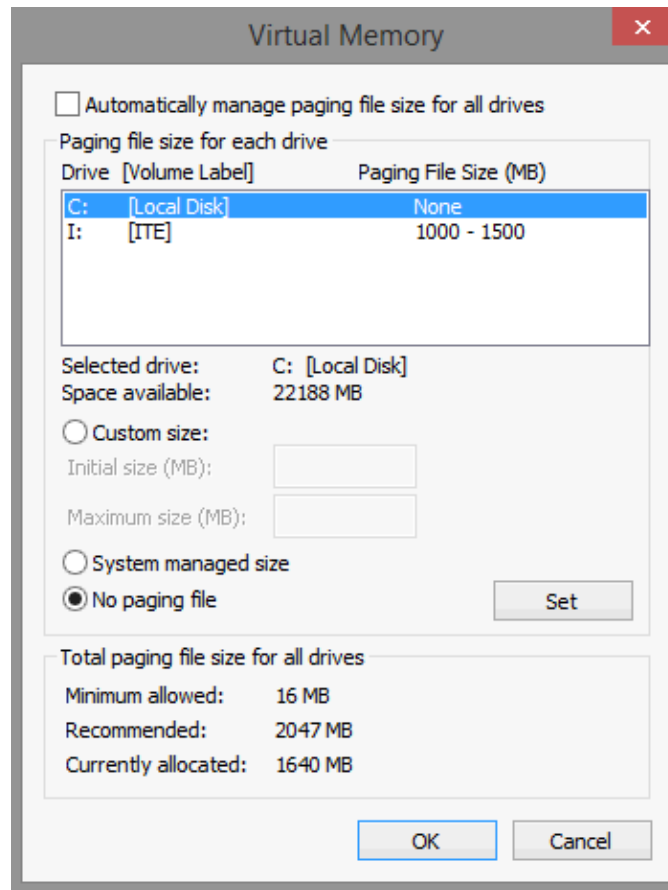 Virtual Memory
Automatically manage paging file size for all drives
Paging file size for each drive
Drive [Volume Label] Paging File Size (MB)
C: [Local Disk] None
I: [ITE] 1000 - 1500
Selected drive: C: [Local Disk]
Space available: 22188 MB
Custom size:
Initial size (MB):
Maximum size (MB):
System managed size
No paging file Set
Total paging file size for all drives
Minimum allowed: 16 MB
Recommended: 2047 MB
Currently allocated: 1640 MB
OK Cancel